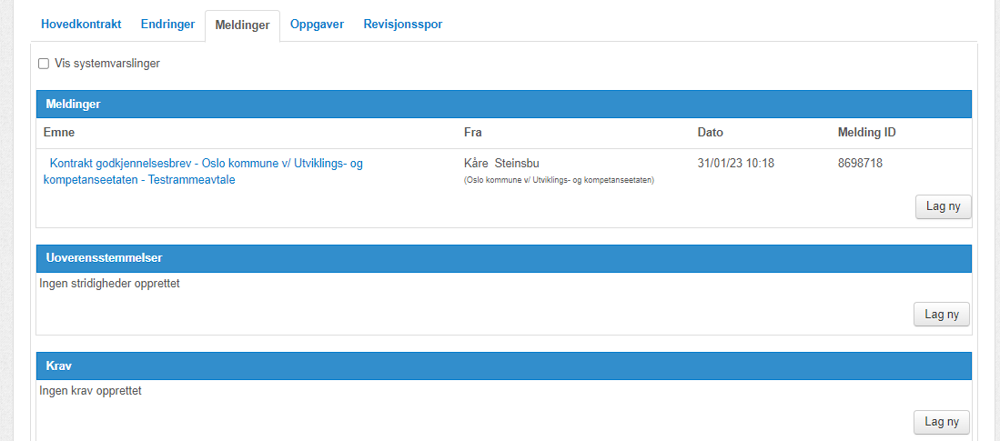 Hovedkontrakt Endringer Meldinger Oppgaver Revisjonsspor
Vis systemvarslinger
Meldinger
Emne Fra Dato Melding ID
Kontrakt godkjennelsesbrev - Oslo kommune v/ Utviklings- og Kåre Steinsbu 31/01/23 10:18 8698718
kompetanseetaten - Testrammeavtale (Oslo kommune v/ Utviklings- og kompetanseetaten)
Lag ny
Uoverensstemmelser
Ingen stridigheder opprettet
Lag ny
Krav
Ingen krav opprettet
Lag ny